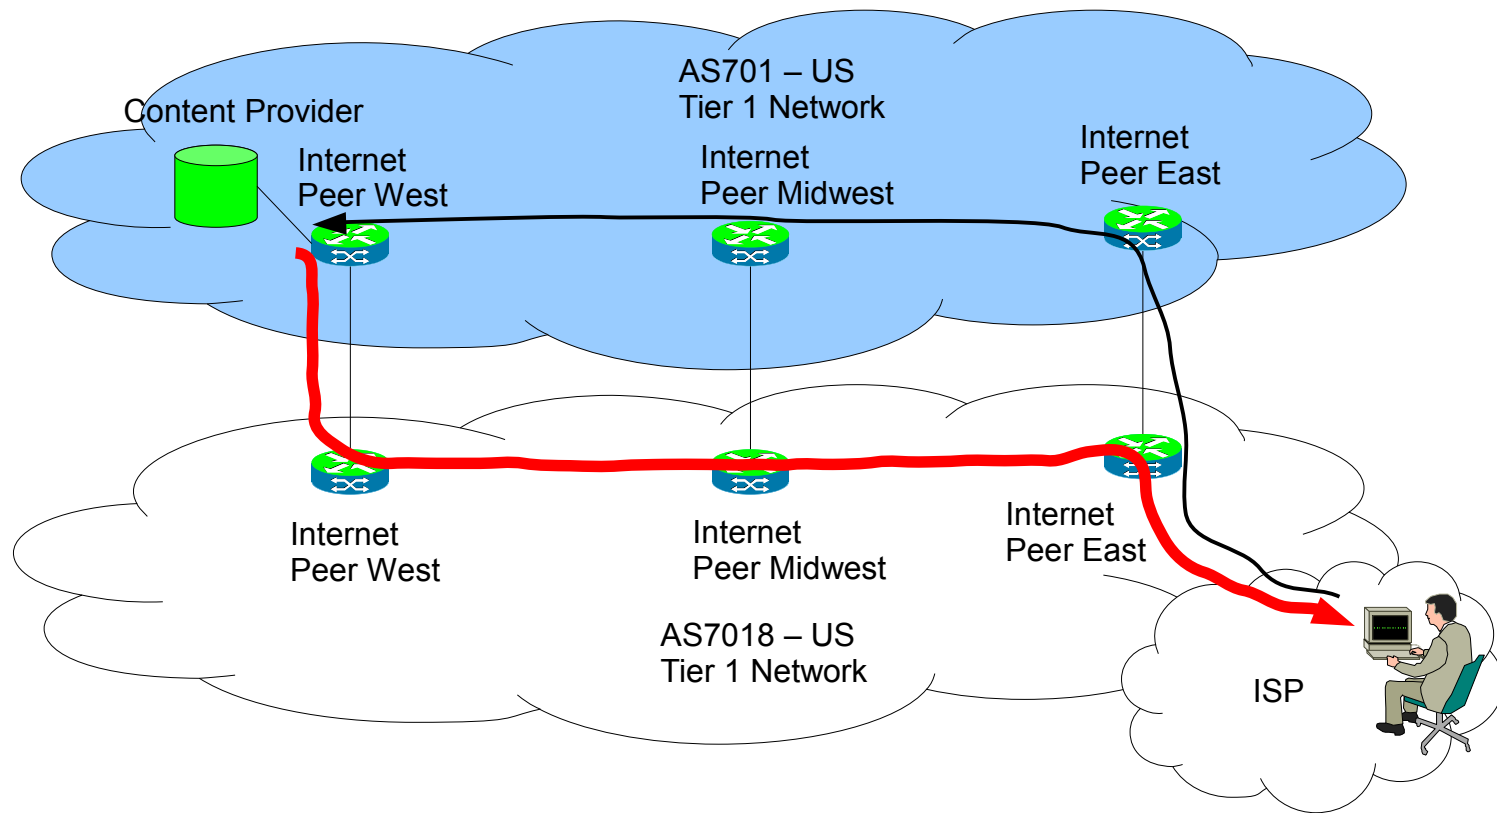 AS701 – US
Tier 1 Network
Content Provider
Internet
Peer West
Internet
Peer Midwest
Internet
Peer East
Internet
Peer West
Internet
Peer Midwest
Internet
Peer East
AS7018 – US
Tier 1 Network
ISP